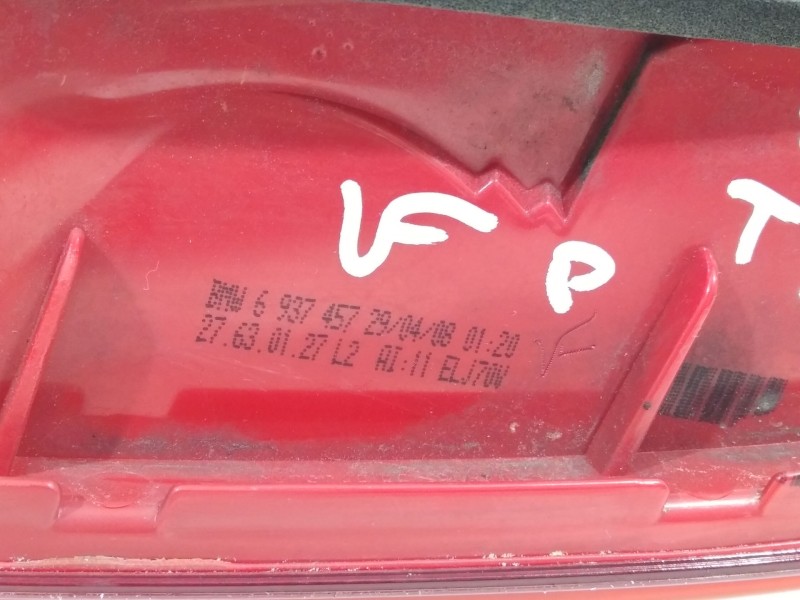 VF P T
BMW 6 937 457 29/04/08 01:20
27.63.01.27 L2 AI:11 ELJ70W